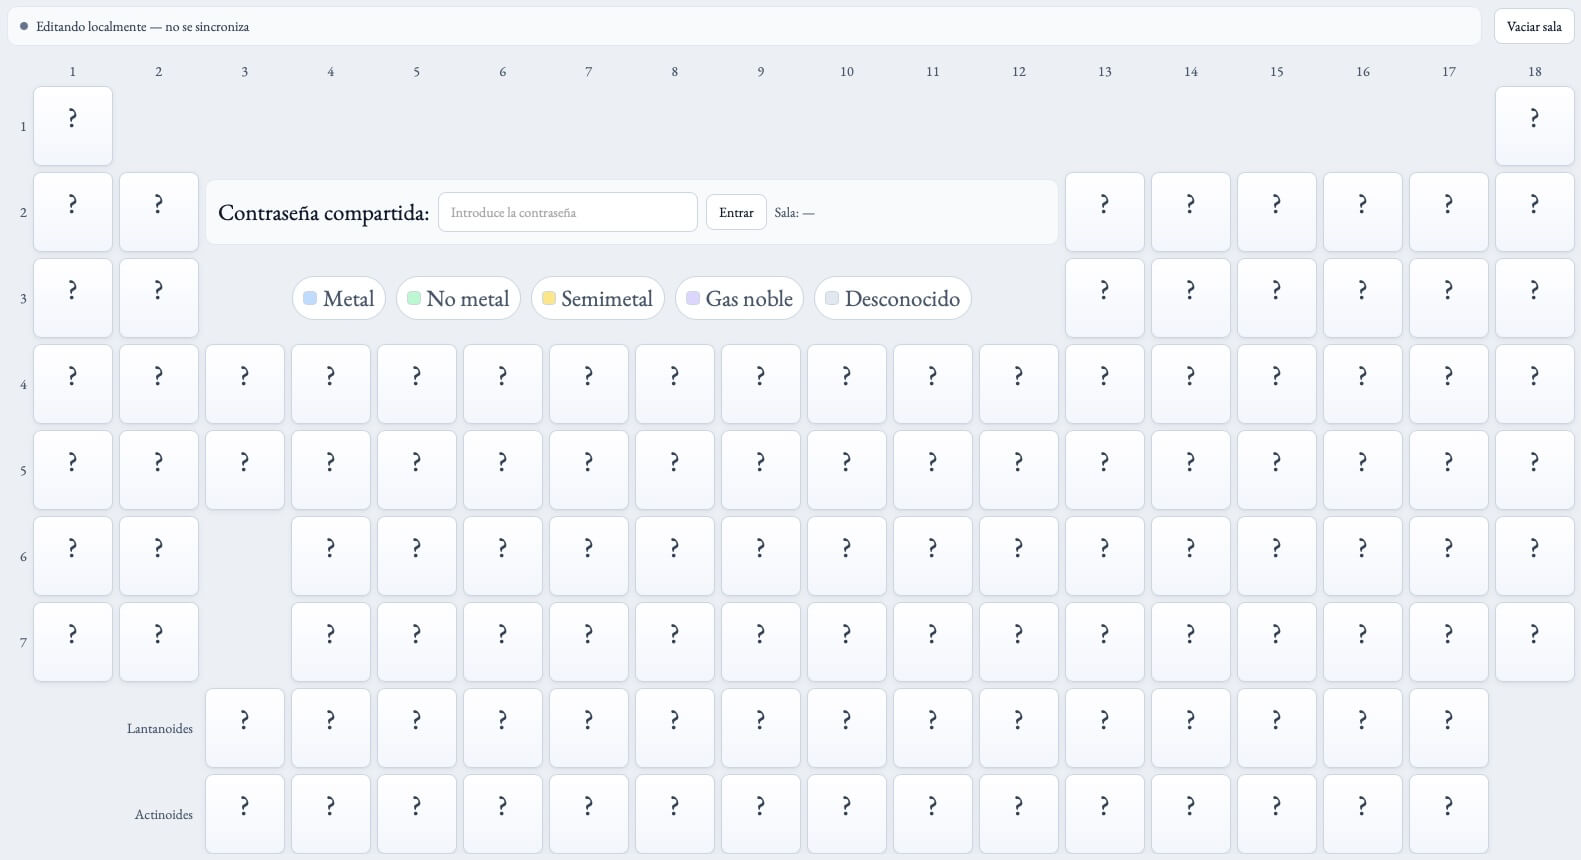 Editando localmente — no se sincroniza Vaciar sala
1 2 3 4 5 6 7 8 9 10 11 12 13 14 15 16 17 18
1 ? ?
2 ? ? Contraseña compartida: Introduce la contraseña Entrar Sala: — ? ? ? ? ? ?
3 ? ? Metal No metal Semimetal Gas noble Desconocido ? ? ? ? ? ?
4 ? ? ? ? ? ? ? ? ? ? ? ? ? ? ? ? ? ?
5 ? ? ? ? ? ? ? ? ? ? ? ? ? ? ? ? ? ?
6 ? ? ? ? ? ? ? ? ? ? ? ? ? ? ? ? ?
7 ? ? ? ? ? ? ? ? ? ? ? ? ? ? ? ? ?
Lantanoides ? ? ? ? ? ? ? ? ? ? ? ? ? ? ?
Actinoides ? ? ? ? ? ? ? ? ? ? ? ? ? ? ?